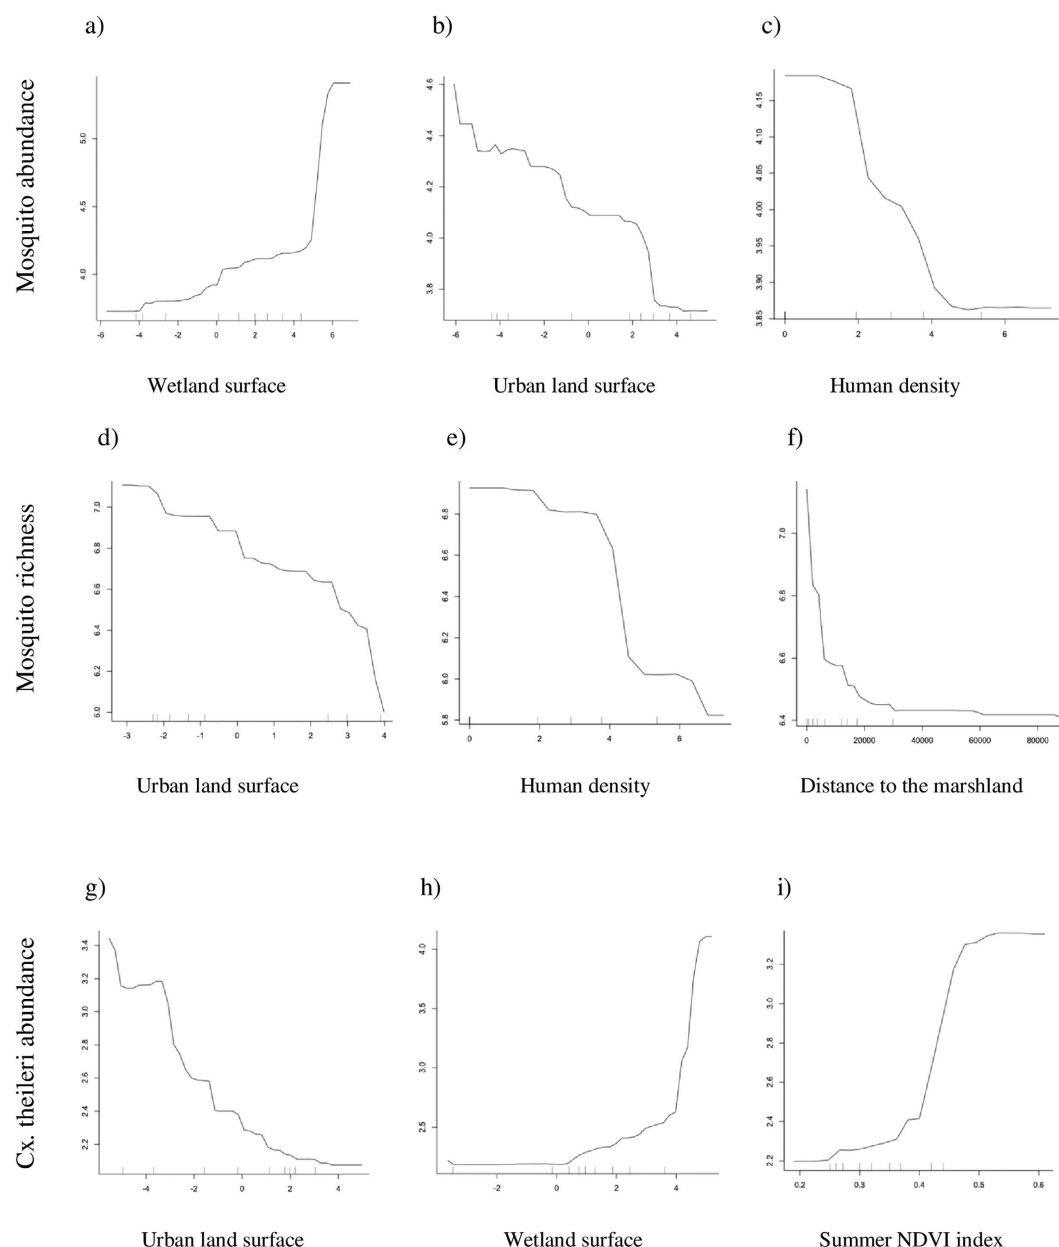 a)
b)
c)
Mosquito abundance
5.0
4.5
4.0
-6 -4 -2 0 2 4 6
Wetland surface
4.6
4.4
4.2
4.0
3.8
-6 -4 -2 0 2 4
Urban land surface
4.15
4.10
4.05
4.00
3.95
3.90
3.85
0 2 4 6
Human density
d)
e)
f)
Mosquito richness
7.0
6.8
6.6
6.4
6.2
6.0
-3 -2 -1 0 1 2 3 4
Urban land surface
6.8
6.6
6.4
6.2
6.0
5.8
0 2 4 6
Human density
7.0
6.8
6.6
6.4
0 20000 40000 60000 80000
Distance to the marshland
g)
h)
i)
Cx. theileri abundance
3.4
3.2
3.0
2.8
2.6
2.4
2.2
-4 -2 0 2 4
Urban land surface
4.0
3.5
3.0
2.5
-2 0 2 4
Wetland surface
3.2
3.0
2.8
2.6
2.4
2.2
0.2 0.3 0.4 0.5 0.6
Summer NDVI index